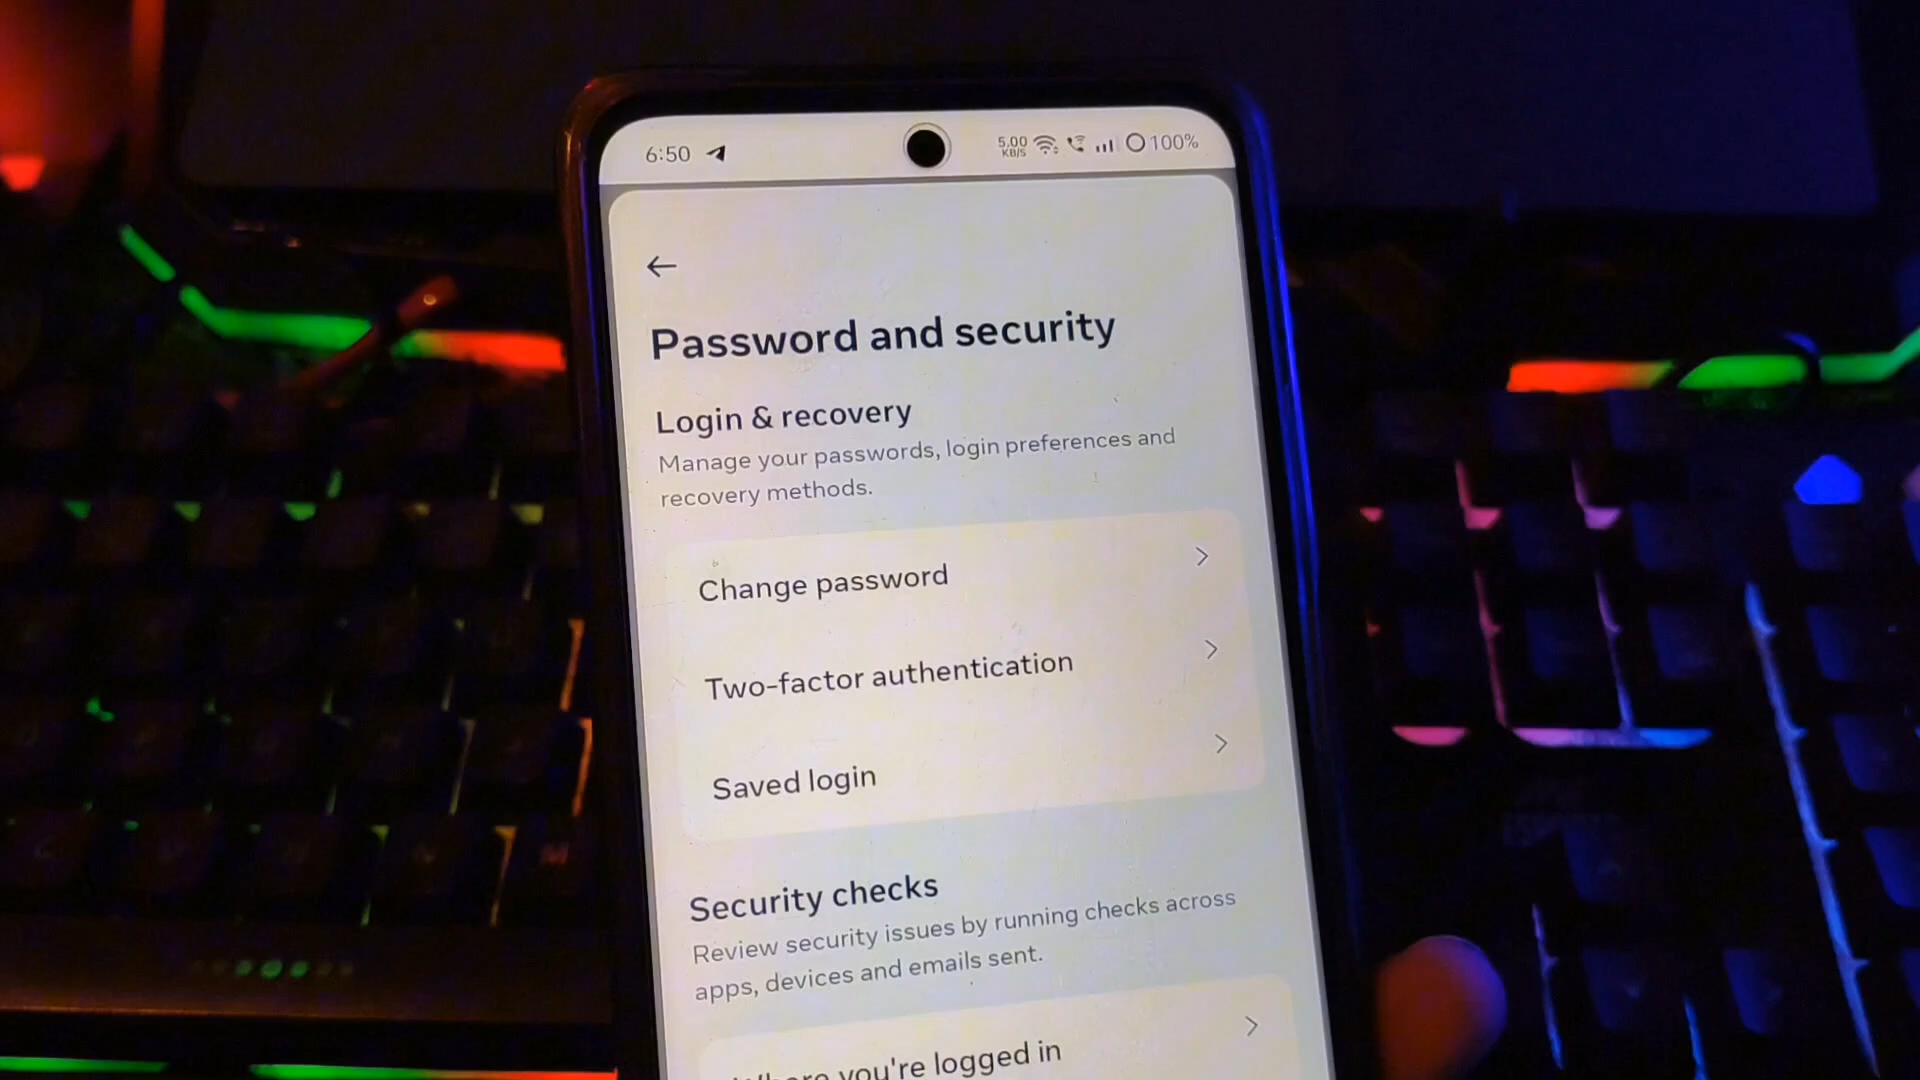 6:50
5.00
KB/S
100%
Password and security
Login & recovery
Manage your passwords, login preferences and
recovery methods.
Change password
Two-factor authentication
Saved login
Security checks
Review security issues by running checks across
apps, devices and emails sent.
Where you're logged in